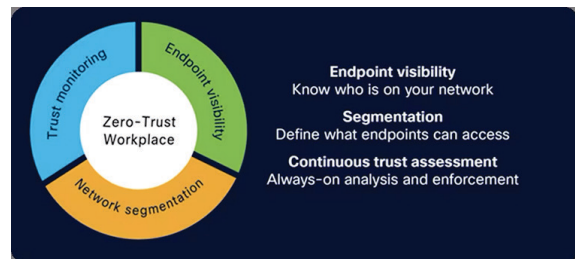 Trust monitoring
Endpoint visibility
Zero-Trust
Workplace
Network segmentation
Endpoint visibility
Know who is on your network
Segmentation
Define what endpoints can access
Continuous trust assessment
Always-on analysis and enforcement